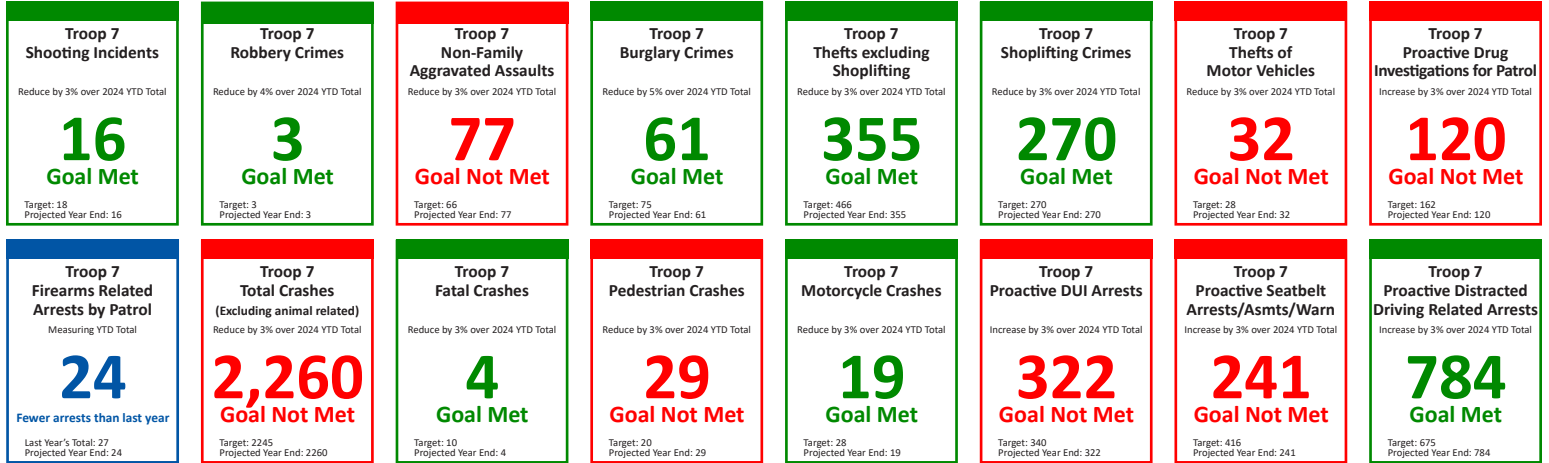 Troop 7
Shooting Incidents
Reduce by 3% over 2024 YTD Total
16
Goal Met
Target: 18
Projected Year End: 16
Troop 7
Robbery Crimes
Reduce by 4% over 2024 YTD Total
3
Goal Met
Target: 3
Projected Year End: 3
Troop 7
Non-Family
Aggravated Assaults
Reduce by 3% over 2024 YTD Total
77
Goal Not Met
Target: 66
Projected Year End: 77
Troop 7
Burglary Crimes
Reduce by 5% over 2024 YTD Total
61
Goal Met
Target: 75
Projected Year End: 61
Troop 7
Thefts excluding
Shoplifting
Reduce by 3% over 2024 YTD Total
355
Goal Met
Target: 466
Projected Year End: 355
Troop 7
Shoplifting Crimes
Reduce by 3% over 2024 YTD Total
270
Goal Met
Target: 270
Projected Year End: 270
Troop 7
Thefts of
Motor Vehicles
Reduce by 3% over 2024 YTD Total
32
Goal Not Met
Target: 28
Projected Year End: 32
Troop 7
Proactive Drug
Investigations for Patrol
Increase by 3% over 2024 YTD Total
120
Goal Not Met
Target: 162
Projected Year End: 120
Troop 7
Firearms Related
Arrests by Patrol
Measuring YTD Total
24
Fewer arrests than last year
Last Year's Total: 27
Projected Year End: 24
Troop 7
Total Crashes
(Excluding animal related)
Reduce by 3% over 2024 YTD Total
2,260
Goal Not Met
Target: 2245
Projected Year End: 2260
Troop 7
Fatal Crashes
Reduce by 3% over 2024 YTD Total
4
Goal Met
Target: 10
Projected Year End: 4
Troop 7
Pedestrian Crashes
Reduce by 3% over 2024 YTD Total
29
Goal Not Met
Target: 20
Projected Year End: 29
Troop 7
Motorcycle Crashes
Reduce by 3% over 2024 YTD Total
19
Goal Met
Target: 28
Projected Year End: 19
Troop 7
Proactive DUI Arrests
Increase by 3% over 2024 YTD Total
322
Goal Not Met
Target: 340
Projected Year End: 322
Troop 7
Proactive Seatbelt
Arrests/Asmts/Warn
Increase by 3% over 2024 YTD Total
241
Goal Not Met
Target: 416
Projected Year End: 241
Troop 7
Proactive Distracted
Driving Related Arrests
Increase by 3% over 2024 YTD Total
784
Goal Met
Target: 675
Projected Year End: 784